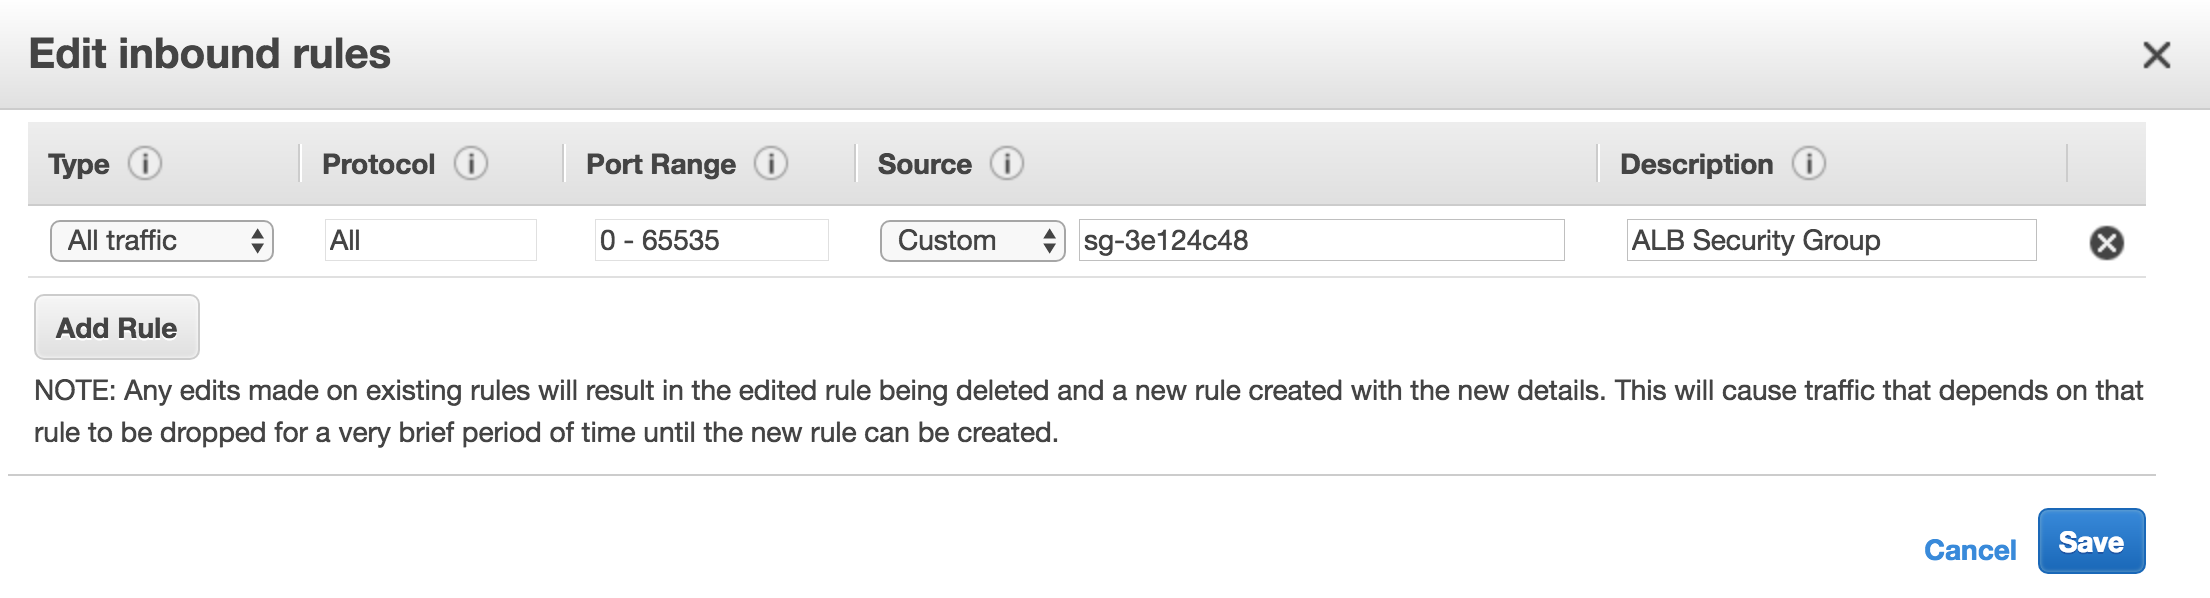 Edit inbound rules
Type Protocol Port Range Source Description
All traffic All 0 - 65535 Custom sg-3e124c48 ALB Security Group
Add Rule
NOTE: Any edits made on existing rules will result in the edited rule being deleted and a new rule created with the new details. This will cause traffic that depends on that
rule to be dropped for a very brief period of time until the new rule can be created.
Cancel Save